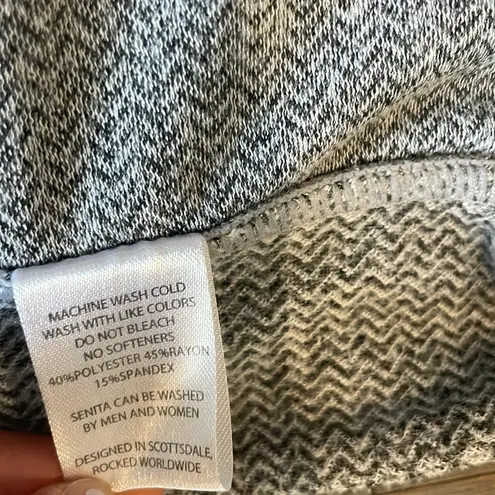 MACHINE WASH COLD
WASH WITH LIKE COLORS
DO NOT BLEACH
NO SOFTENERS
40%POLYESTER 45%RAYON
15%SPANDEX
SENITA CAN BE WASHED
BY MEN AND WOMEN
DESIGNED IN SCOTTSDALE,
ROCKED WORLDWIDE